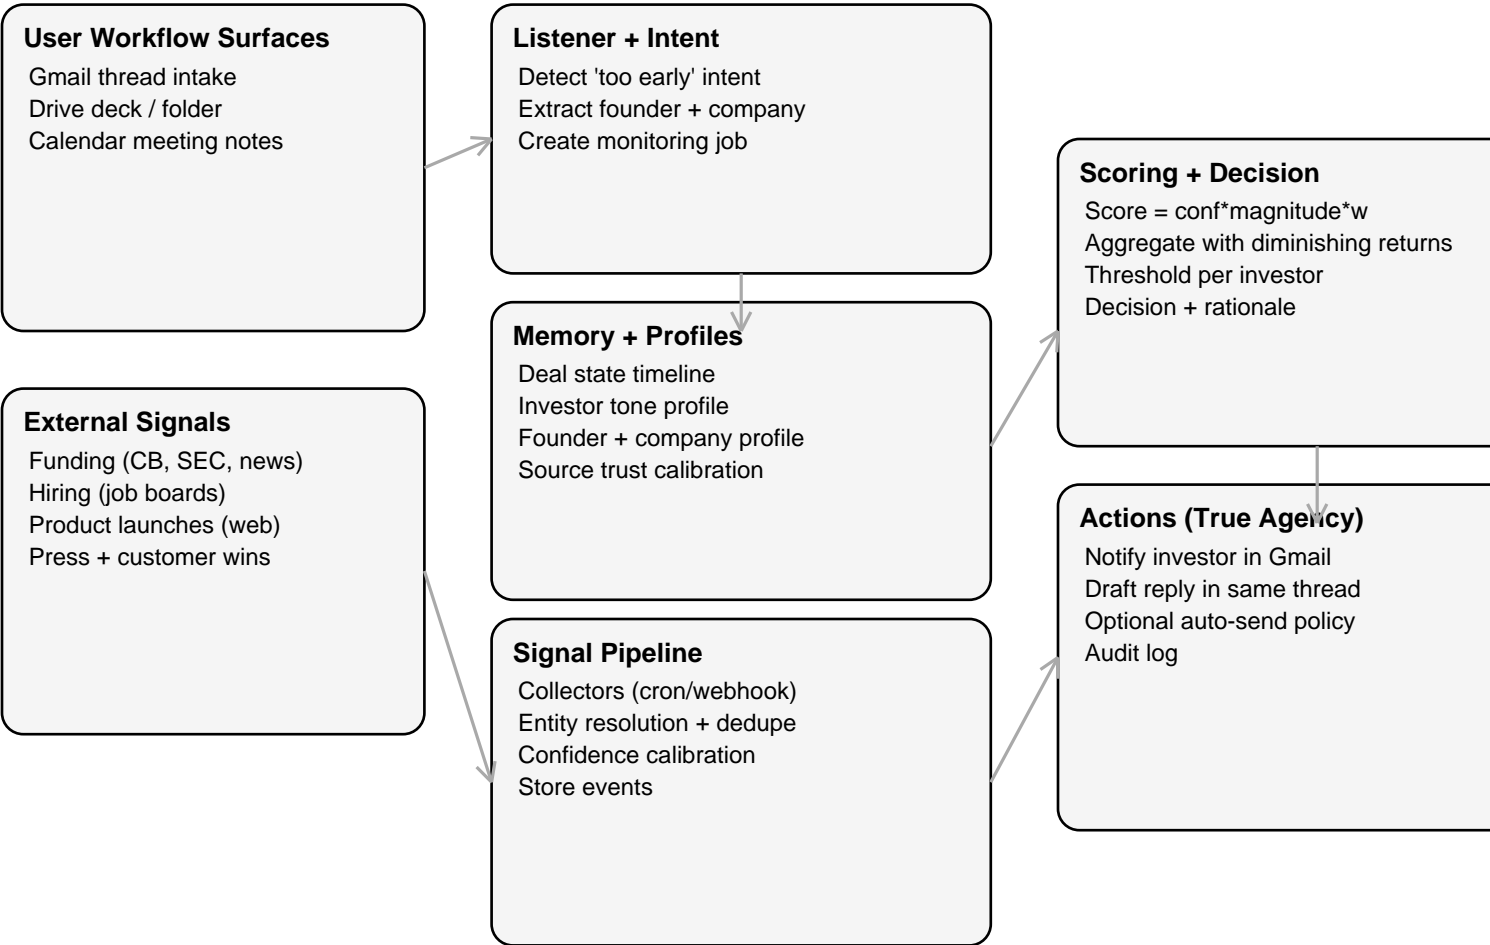 User Workflow Surfaces
Gmail thread intake
Drive deck / folder
Calendar meeting notes
External Signals
Funding (CB, SEC, news)
Hiring (job boards)
Product launches (web)
Press + customer wins
Listener + Intent
Detect 'too early' intent
Extract founder + company
Create monitoring job
Memory + Profiles
Deal state timeline
Investor tone profile
Founder + company profile
Source trust calibration
Signal Pipeline
Collectors (cron/webhook)
Entity resolution + dedupe
Confidence calibration
Store events
Scoring + Decision
Score = conf*magnitude*w
Aggregate with diminishing returns
Threshold per investor
Decision + rationale
Actions (True Agency)
Notify investor in Gmail
Draft reply in same thread
Optional auto-send policy
Audit log